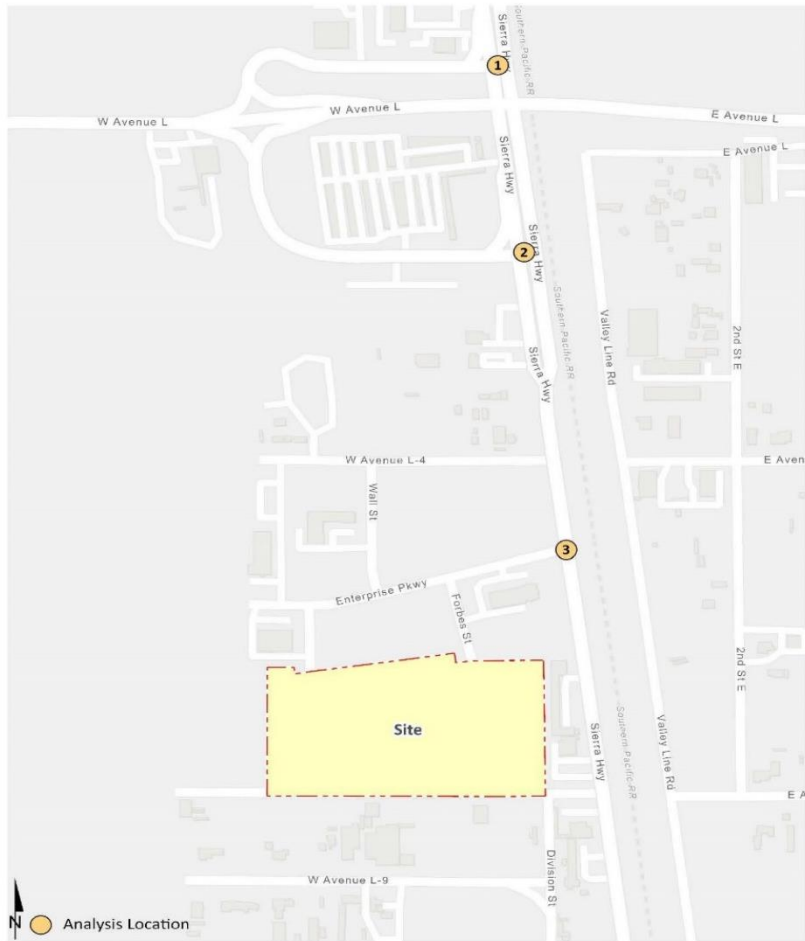 Southern Pacific RR
Sierra Hwy
1
W Avenue L
W Avenue L
E Avenue L
E Avenue L
Sierra Hwy
2
Sierra Hwy
Southern Pacific RR
Valley Line Rd
2nd St E
Sierra Hwy
W Avenue L-4
E Aven
Wall St
3
Enterprise Pkwy
Forbes St
2nd St E
Site
Sierra Hwy
Southern Pacific RR
Valley Line Rd
E A
Division St
W Avenue L-9
N
Analysis Location